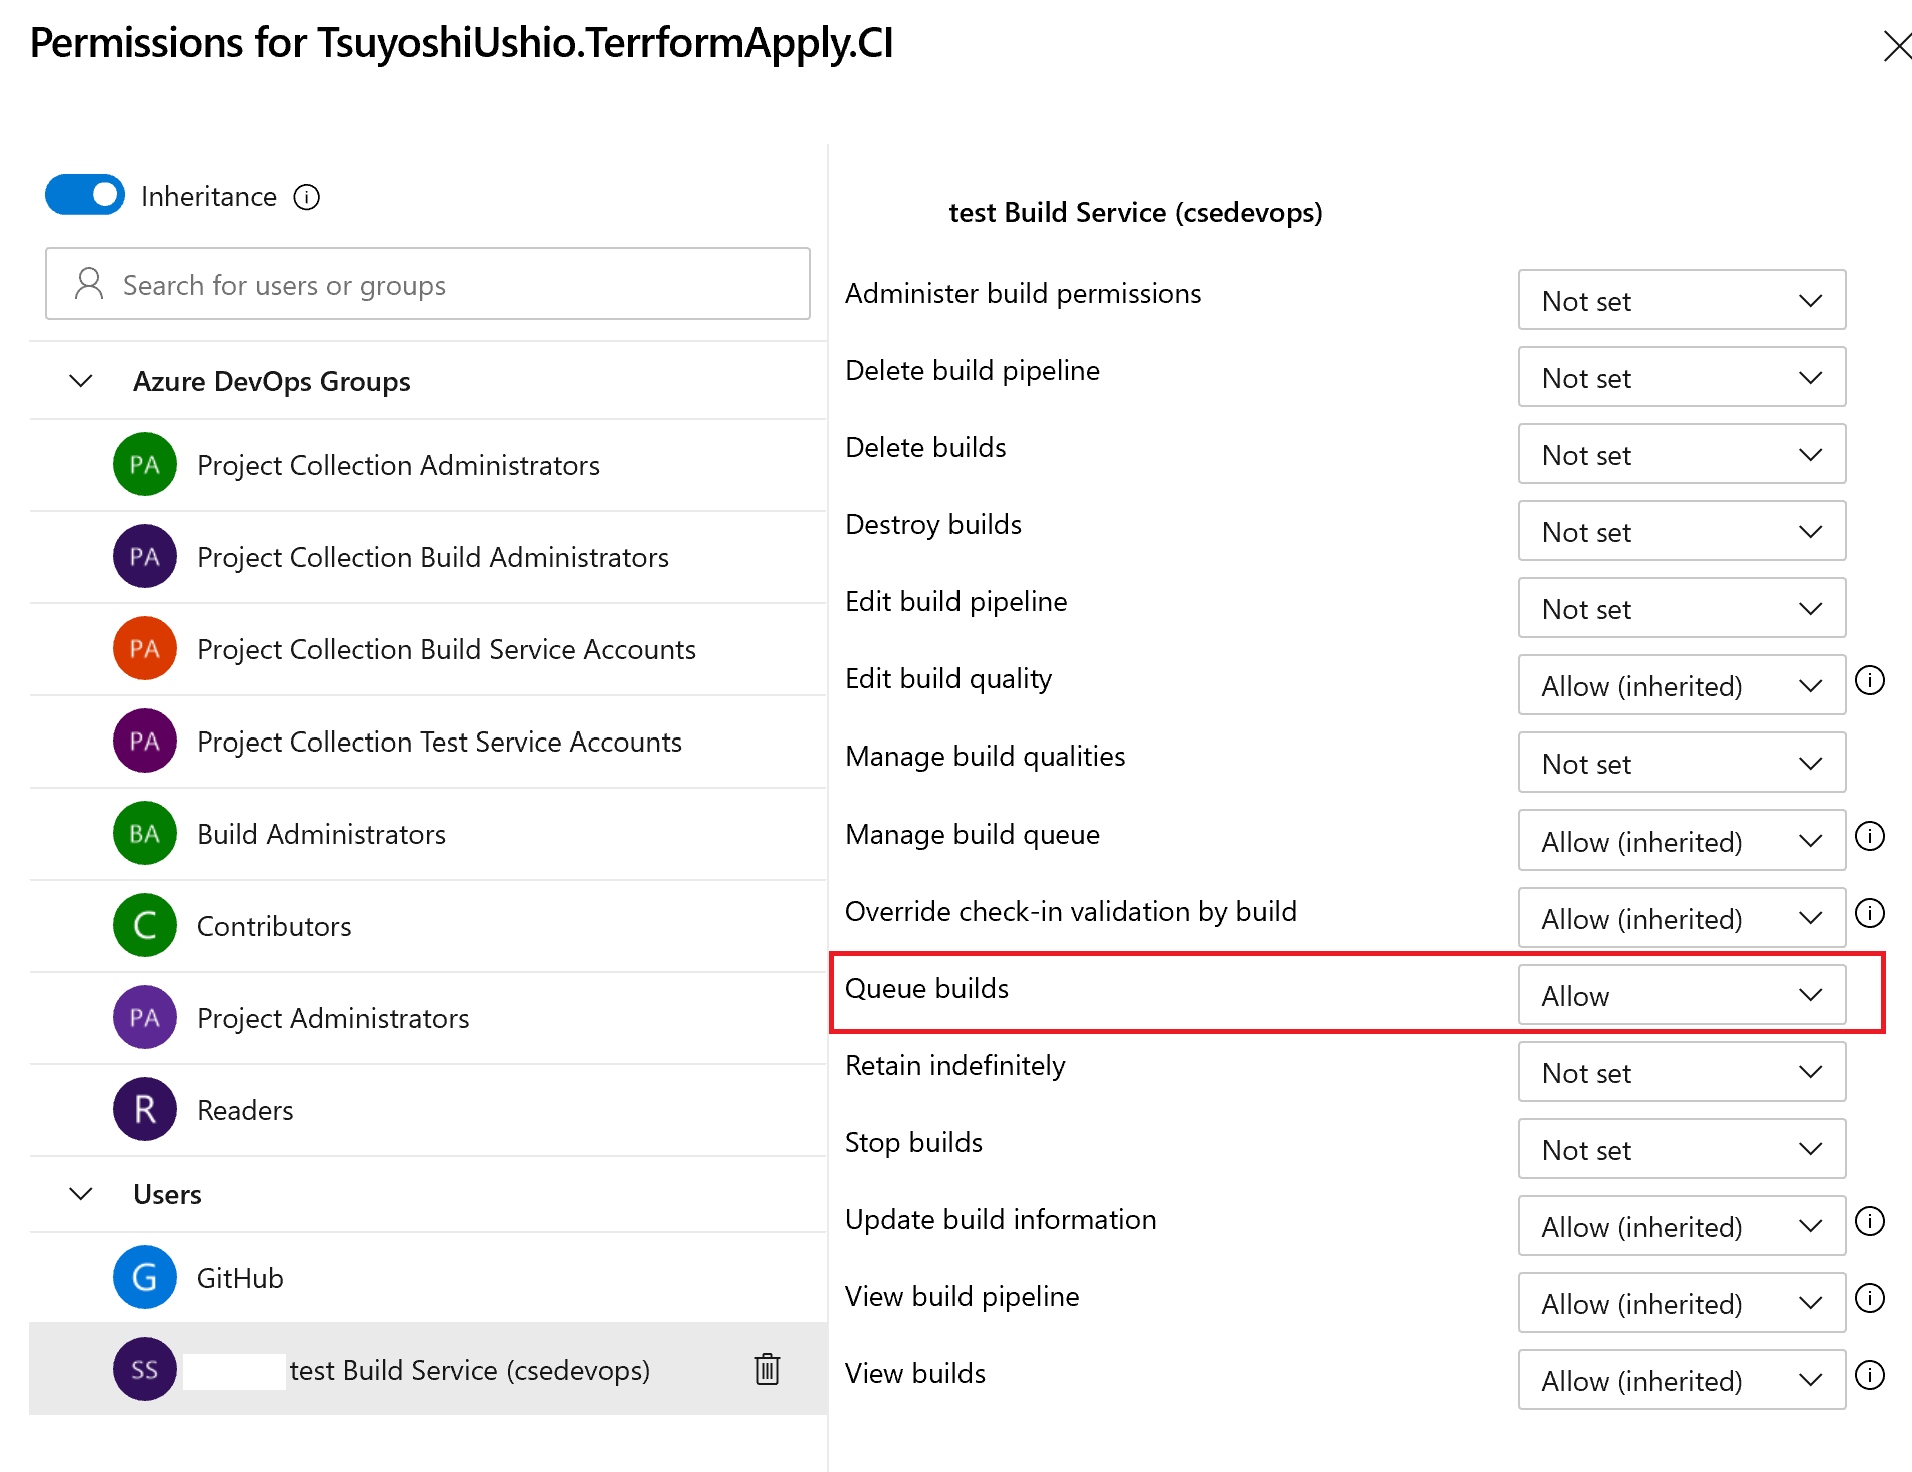 Permissions for TsuyoshiUshio.TerrformApply.CI
Inheritance
Search for users or groups
Azure DevOps Groups
PA Project Collection Administrators
PA Project Collection Build Administrators
PA Project Collection Build Service Accounts
PA Project Collection Test Service Accounts
BA Build Administrators
C Contributors
PA Project Administrators
R Readers
Users
G GitHub
SS test Build Service (csedevops)
test Build Service (csedevops)
Administer build permissions Not set
Delete build pipeline Not set
Delete builds Not set
Destroy builds Not set
Edit build pipeline Not set
Edit build quality Allow (inherited)
Manage build qualities Not set
Manage build queue Allow (inherited)
Override check-in validation by build Allow (inherited)
Queue builds Allow
Retain indefinitely Not set
Stop builds Not set
Update build information Allow (inherited)
View build pipeline Allow (inherited)
View builds Allow (inherited)